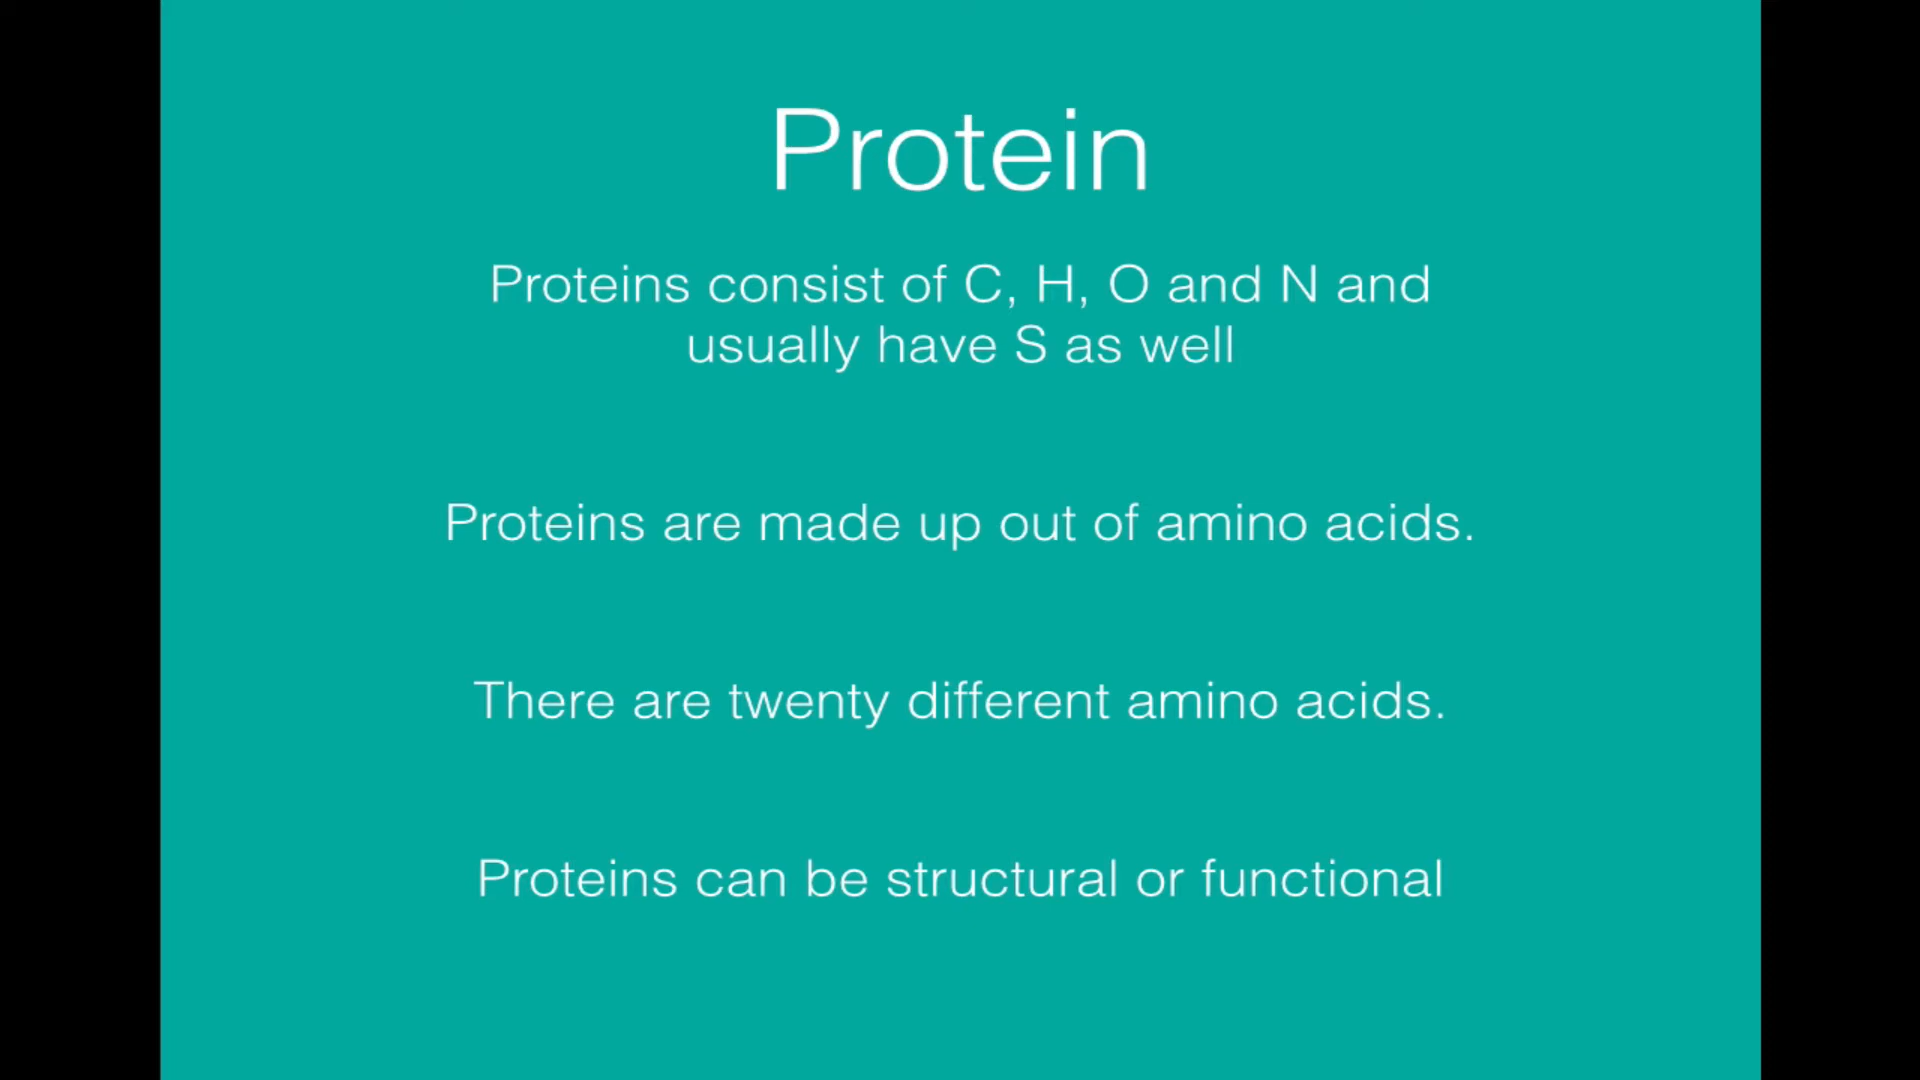 Protein
Proteins consist of C, H, O and N and
usually have S as well
Proteins are made up out of amino acids.
There are twenty different amino acids.
Proteins can be structural or functional